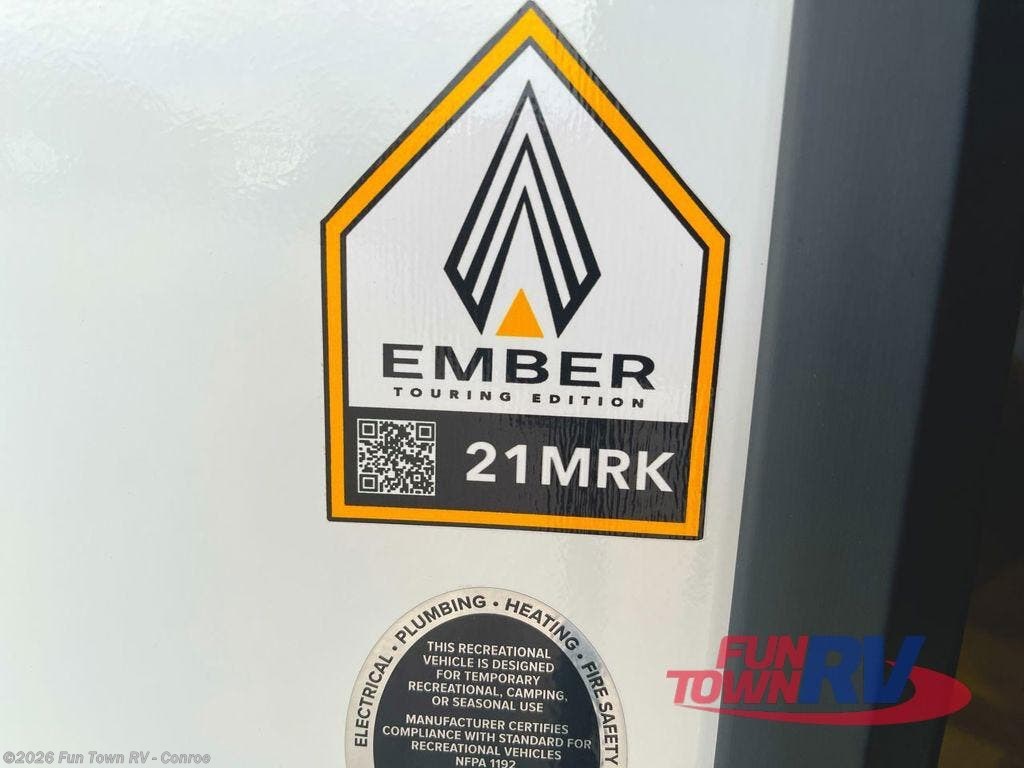 EMBER
TOURING EDITION
21MRK
ELECTRICAL • PLUMBING • HEATING • FIRE SAFETY
THIS RECREATIONAL
VEHICLE IS DESIGNED
FOR TEMPORARY
RECREATIONAL, CAMPING,
OR SEASONAL USE
MANUFACTURER CERTIFIES
COMPLIANCE WITH STANDARD FOR
RECREATIONAL VEHICLES
NFPA 1192
FUN
TOWN RV
©2026 Fun Town RV - Conroe